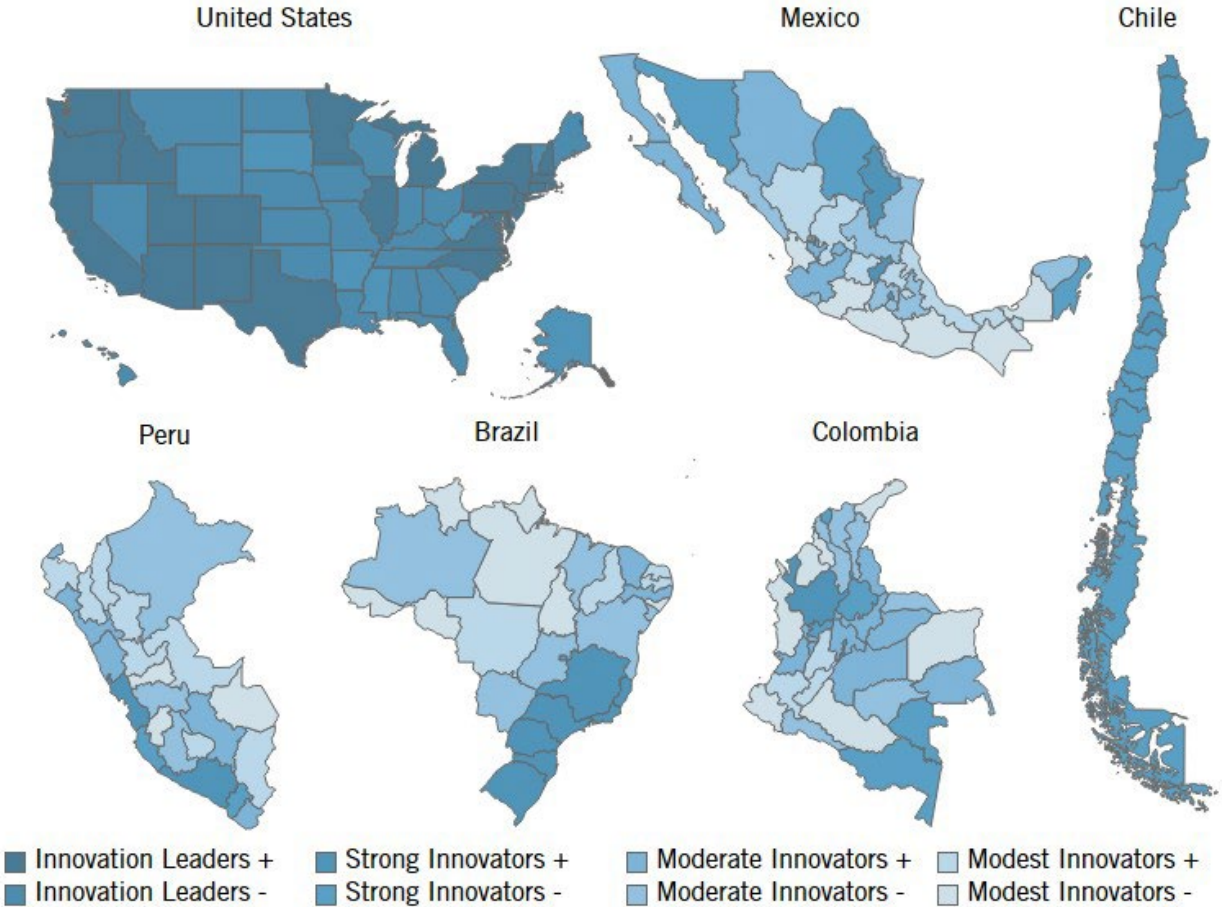 United States
Mexico
Chile
Peru
Brazil
Colombia
Innovation Leaders +
Strong Innovators +
Moderate Innovators +
Modest Innovators +
Innovation Leaders -
Strong Innovators -
Moderate Innovators -
Modest Innovators -